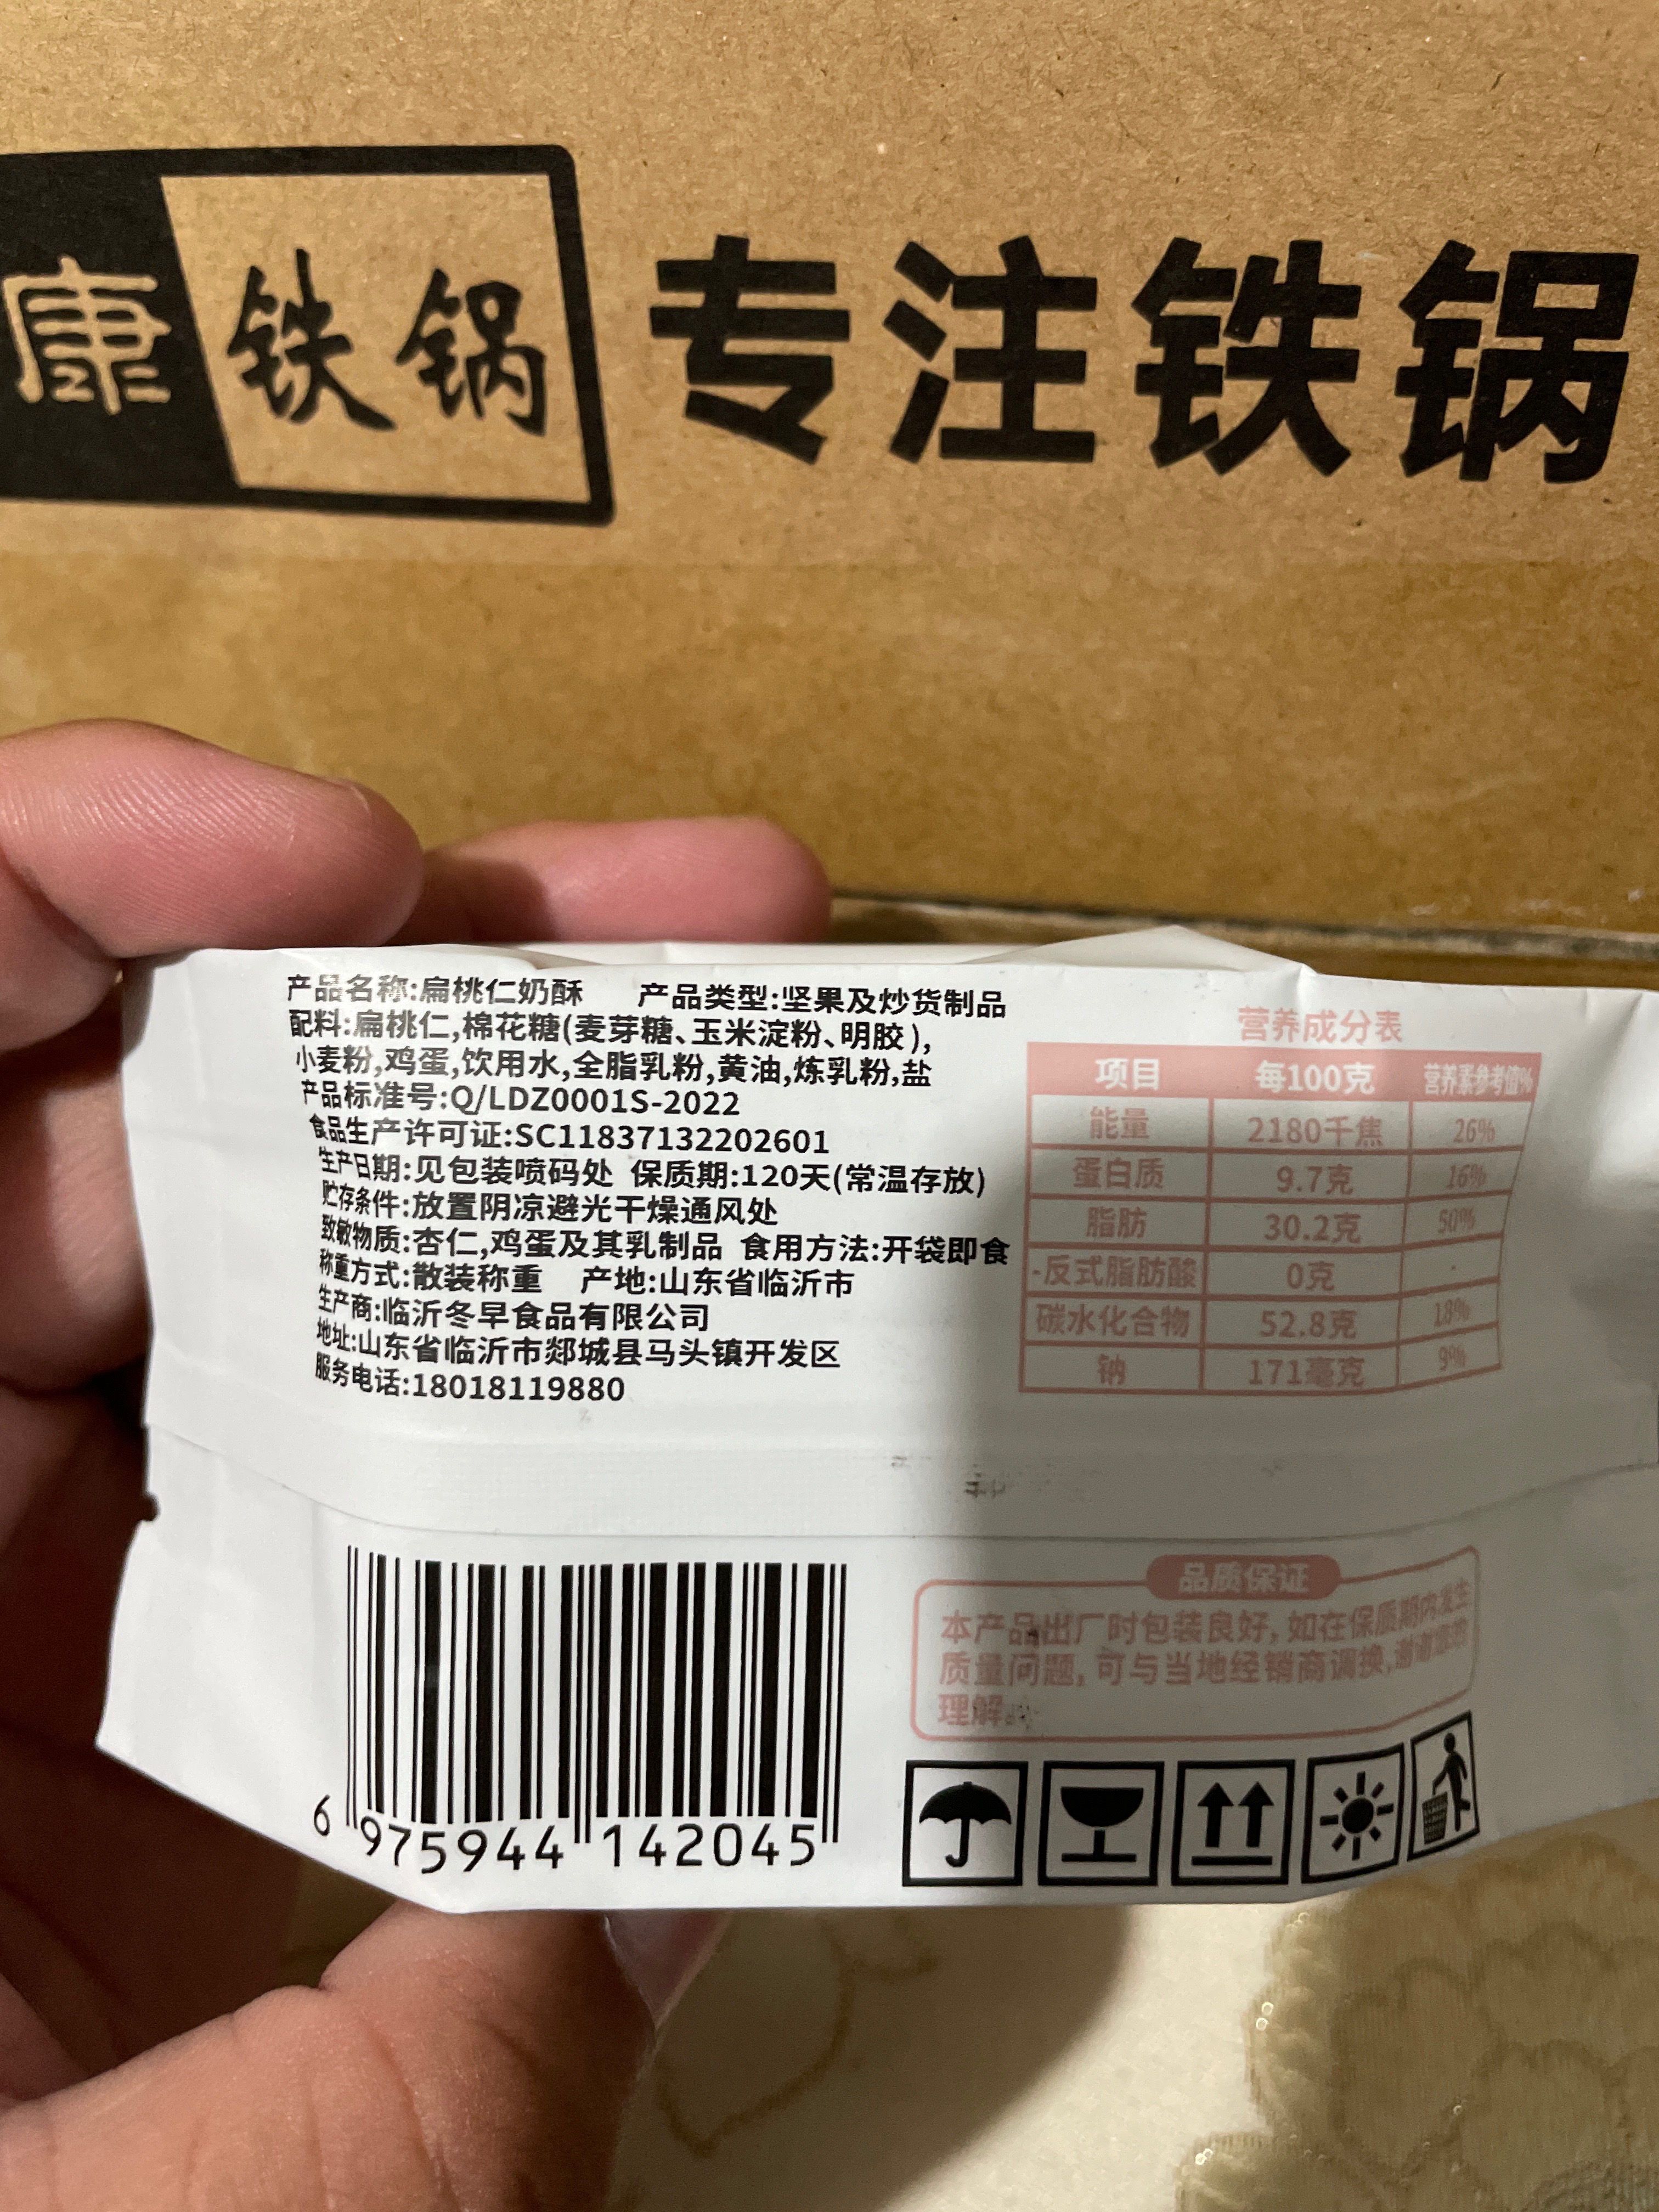 康 铁锅 专注铁锅
产品名称:扁桃仁奶酥 产品类型:坚果及炒货制品
配料:扁桃仁,棉花糖(麦芽糖、玉米淀粉、明胶),
小麦粉,鸡蛋,饮用水,全脂乳粉,黄油,炼乳粉,盐
产品标准号:Q/LDZ0001S-2022
食品生产许可证:SC11837132202601
生产日期:见包装喷码处 保质期:120天(常温存放)
贮存条件:放置阴凉避光干燥通风处
致敏物质:杏仁,鸡蛋及其乳制品 食用方法:开袋即食
称重方式:散装称重 产地:山东省临沂市
生产商:临沂冬早食品有限公司
地址:山东省临沂市郯城县马头镇开发区
服务电话:18018119880
营养成分表
项目 每100克 营养素参考值%
能量 2180千焦 26%
蛋白质 9.7克 16%
脂肪 30.2克 50%
-反式脂肪酸 0克 -
碳水化合物 52.8克 18%
钠 171毫克 9%
6 975944 142045
品质保证
本产品出厂时包装良好,如在保质期内发生
质量问题,可与当地经销商调换,谢谢您的
理解。